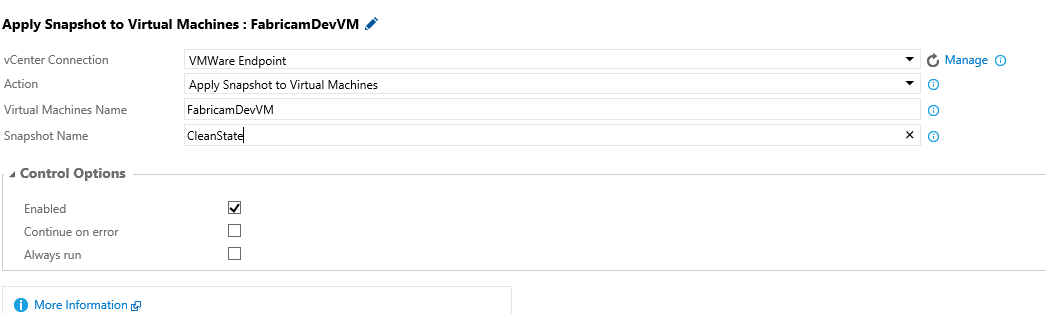 Apply Snapshot to Virtual Machines : FabricamDevVM
vCenter Connection VMWare Endpoint Manage
Action Apply Snapshot to Virtual Machines
Virtual Machines Name FabricamDevVM
Snapshot Name CleanState
Control Options
Enabled
Continue on error
Always run
More Information